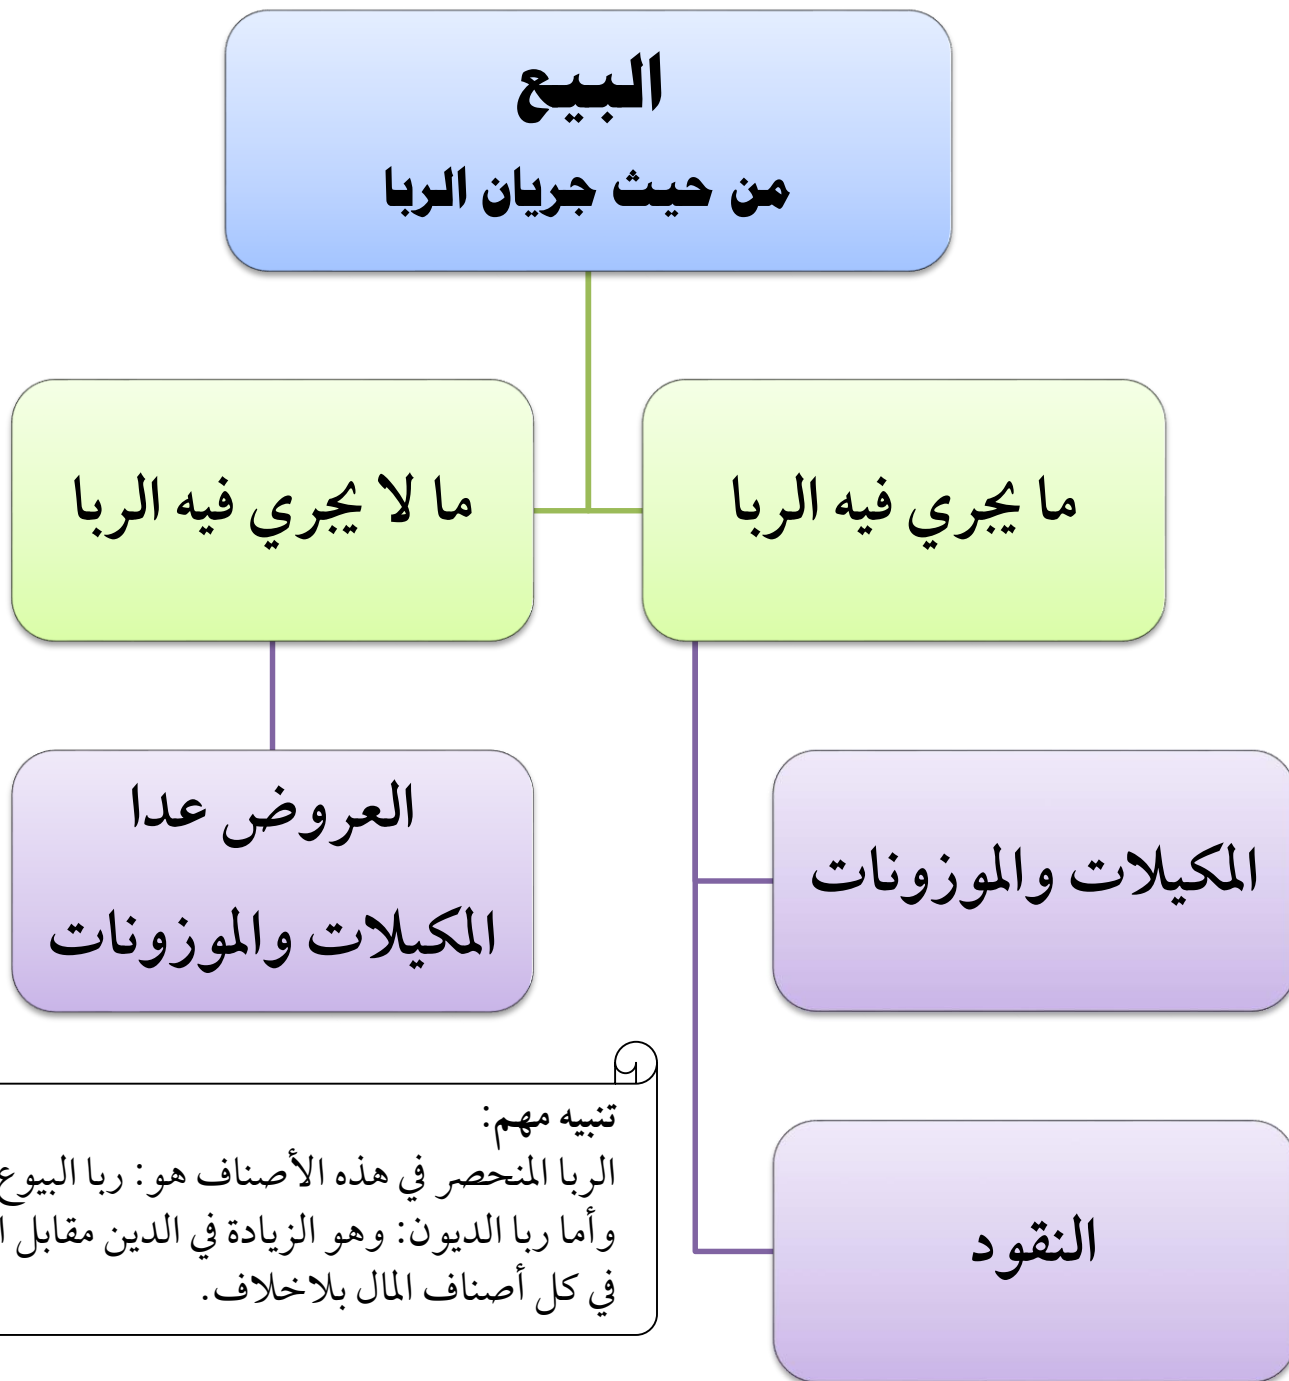 البيع
من حيث جريان الربا
ما يجري فيه الربا
ما لا يجري فيه الربا
المكيلات والموزونات
العروض عدا
المكيلات والموزونات
النقود
تنبيه مهم:
الربا المنحصر في هذه الأصناف هو: ربا البيوع
وأما ربا الديون: وهو الزيادة في الدين مقابل
في كل أصناف المال بلاخلاف.